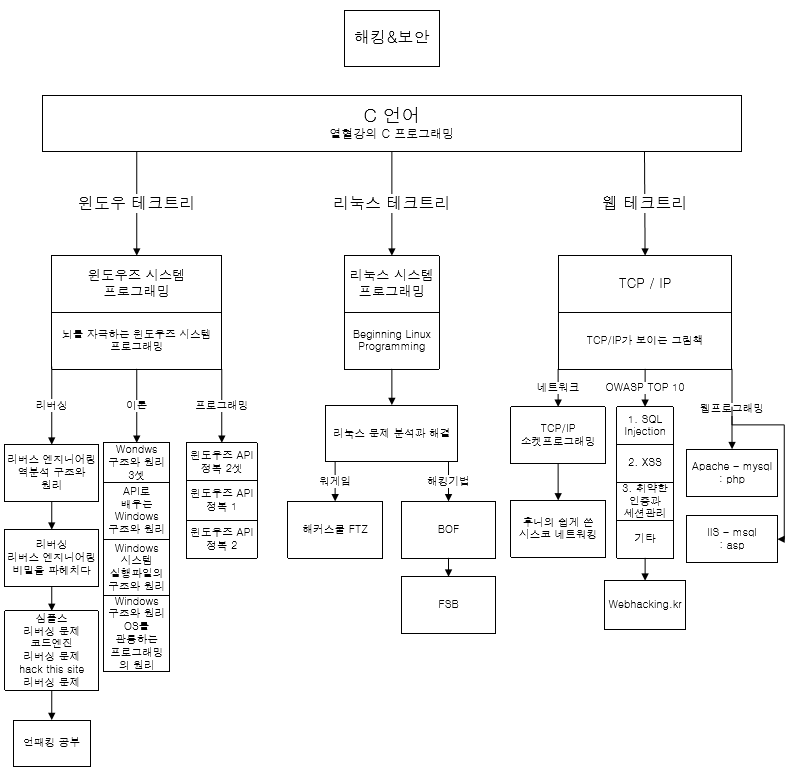 해킹&보안
C 언어
열혈강의 C 프로그래밍
윈도우 테크트리
리눅스 테크트리
웹 테크트리
윈도우즈 시스템
프로그래밍
뇌를 자극하는 윈도우즈 시스템
프로그래밍
리버싱
이론
프로그래밍
리버스 엔지니어링
역분석 구조와
원리
리버싱
리버스 엔지니어링
비밀을 파헤치다
심플스
리버싱 문제
코드엔진
리버싱 문제
hack this site
리버싱 문제
언패킹 공부
Wondws
구조와 원리
3셋
API로
배우는
Windows
구조와 원리
Windows
시스템
실행파일의
구조와 원리
Windows
구조와 원리
OS를
관통하는
프로그래밍
의 원리
윈도우즈 API
정복 2셋
윈도우즈 API
정복 1
윈도우즈 API
정복 2
리눅스 시스템
프로그래밍
Beginning Linux
Programming
리눅스 문제 분석과 해결
워게임
해킹기법
해커스쿨 FTZ
BOF
FSB
TCP / IP
TCP/IP가 보이는 그림책
네트워크
OWASP TOP 10
웹프로그래밍
TCP/IP
소켓프로그래밍
후니의 쉽게 쓴
시스코 네트워킹
1. SQL
Injection
2. XSS
3. 취약한
인증과
세션관리
기타
Webhacking.kr
Apache - mysql
: php
IIS - msql
: asp